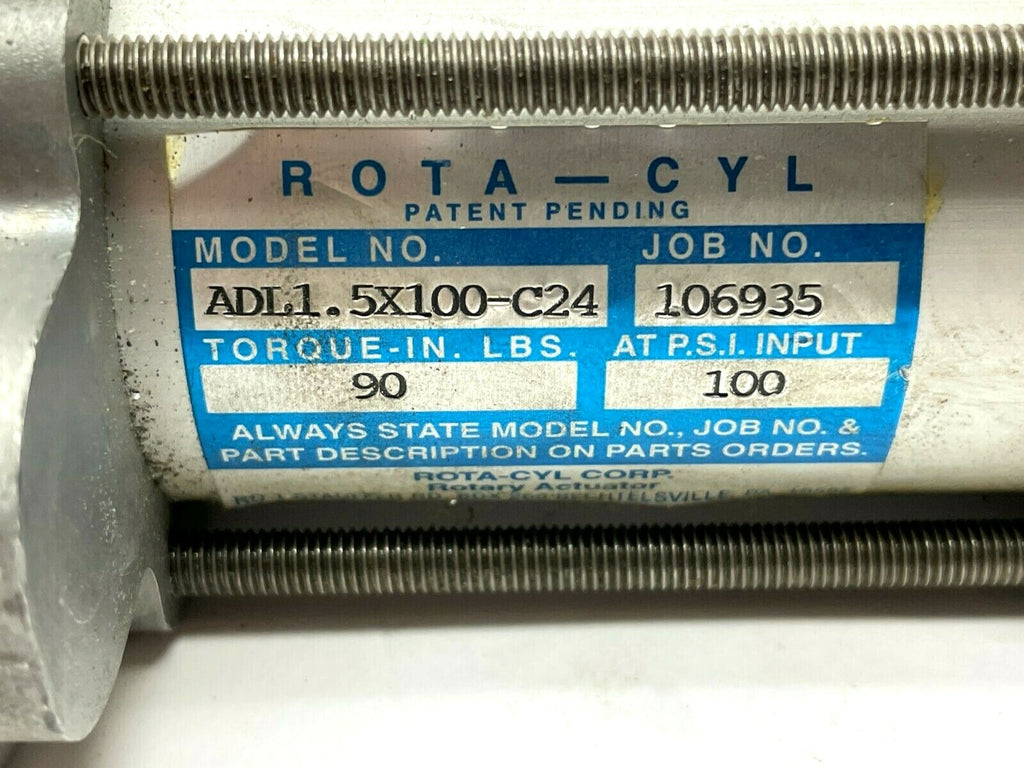 ROTA—CYL
PATENT PENDING
MODEL NO. JOB NO.
ADL1.5X100-C24 106935
TORQUE-IN. LBS. AT P.S.I. INPUT
90 100
ALWAYS STATE MODEL NO., JOB NO. &
PART DESCRIPTION ON PARTS ORDERS.
ROTA-CYL CORP.
Rotary Actuator